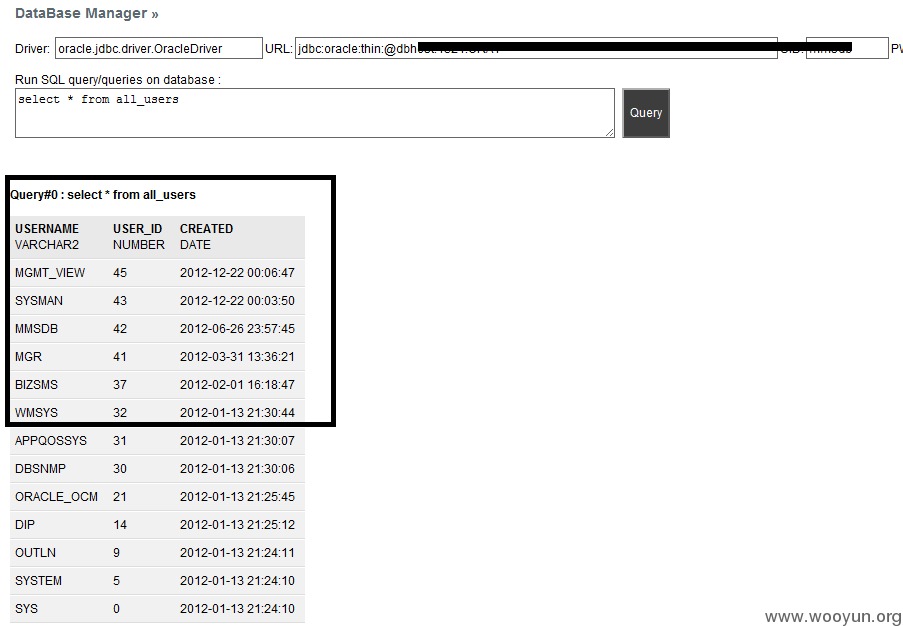 DataBase Manager »
Driver: oracle.jdbc.driver.OracleDriver URL: jdbc:oracle:thin:@dbh
Run SQL query/queries on database :
select * from all_users
Query
Query#0 : select * from all_users
USERNAME USER_ID CREATED
VARCHAR2 NUMBER DATE
MGMT_VIEW 45 2012-12-22 00:06:47
SYSMAN 43 2012-12-22 00:03:50
MMSDB 42 2012-06-26 23:57:45
MGR 41 2012-03-31 13:36:21
BIZSMS 37 2012-02-01 16:18:47
WMSYS 32 2012-01-13 21:30:44
APPQOSSYS 31 2012-01-13 21:30:07
DBSNMP 30 2012-01-13 21:30:06
ORACLE_OCM 21 2012-01-13 21:25:45
DIP 14 2012-01-13 21:25:12
OUTLN 9 2012-01-13 21:24:11
SYSTEM 5 2012-01-13 21:24:10
SYS 0 2012-01-13 21:24:10
www.wooyun.org